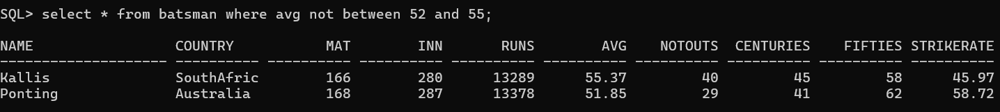 SQL> select * from batsman where avg not between 52 and 55;
NAME                 COUNTRY           MAT        INN       RUNS        AVG    NOTOUTS  CENTURIES    FIFTIES STRIKERATE
-------------------- ---------- ---------- ---------- ---------- ---------- ---------- ---------- ---------- ----------
Kallis               SouthAfric        166        280      13289      55.37         40         45         58      45.97
Ponting              Australia         168        287      13378      51.85         29         41         62      58.72